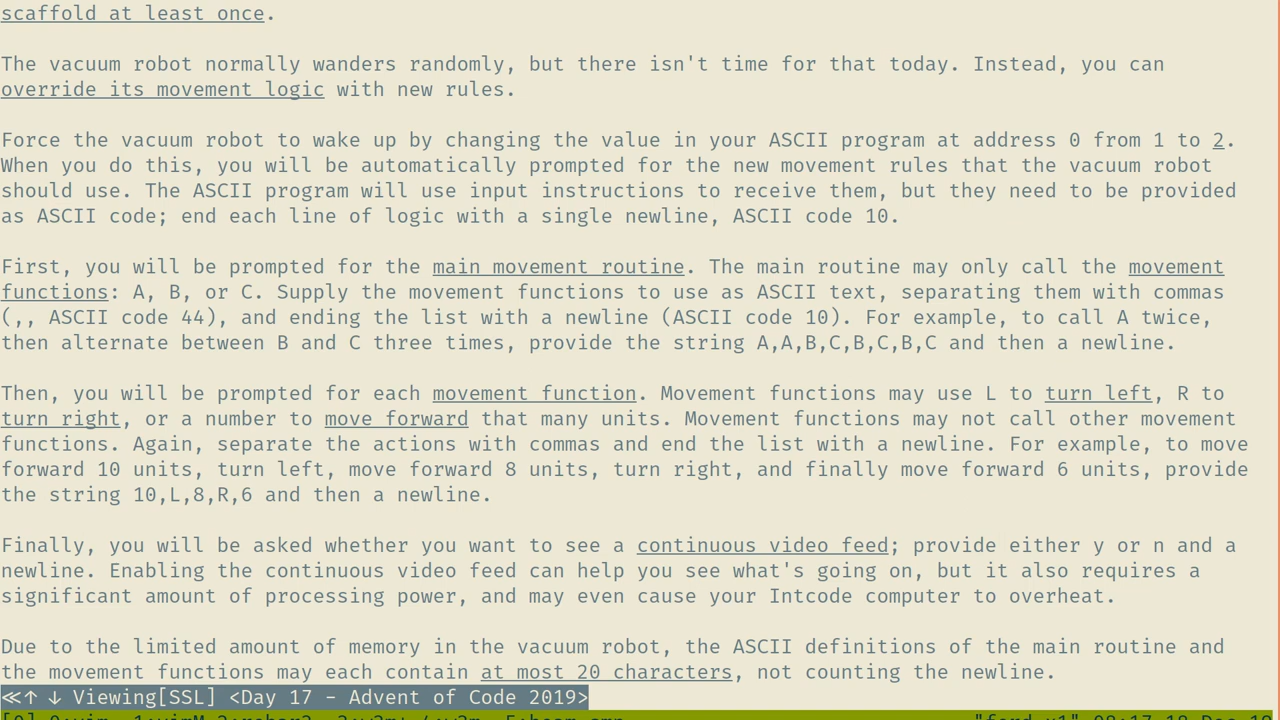 scaffold at least once.
The vacuum robot normally wanders randomly, but there isn't time for that today. Instead, you can
override its movement logic with new rules.
Force the vacuum robot to wake up by changing the value in your ASCII program at address 0 from 1 to 2.
When you do this, you will be automatically prompted for the new movement rules that the vacuum robot
should use. The ASCII program will use input instructions to receive them, but they need to be provided
as ASCII code; end each line of logic with a single newline, ASCII code 10.
First, you will be prompted for the main movement routine. The main routine may only call the movement
functions: A, B, or C. Supply the movement functions to use as ASCII text, separating them with commas
(,, ASCII code 44), and ending the list with a newline (ASCII code 10). For example, to call A twice,
then alternate between B and C three times, provide the string A,A,B,C,B,C,B,C and then a newline.
Then, you will be prompted for each movement function. Movement functions may use L to turn left, R to
turn right, or a number to move forward that many units. Movement functions may not call other movement
functions. Again, separate the actions with commas and end the list with a newline. For example, to move
forward 10 units, turn left, move forward 8 units, turn right, and finally move forward 6 units, provide
the string 10,L,8,R,6 and then a newline.
Finally, you will be asked whether you want to see a continuous video feed; provide either y or n and a
newline. Enabling the continuous video feed can help you see what's going on, but it also requires a
significant amount of processing power, and may even cause your Intcode computer to overheat.
Due to the limited amount of memory in the vacuum robot, the ASCII definitions of the main routine and
the movement functions may each contain at most 20 characters, not counting the newline.
≪↑ ↓ Viewing[SSL] <Day 17 - Advent of Code 2019>